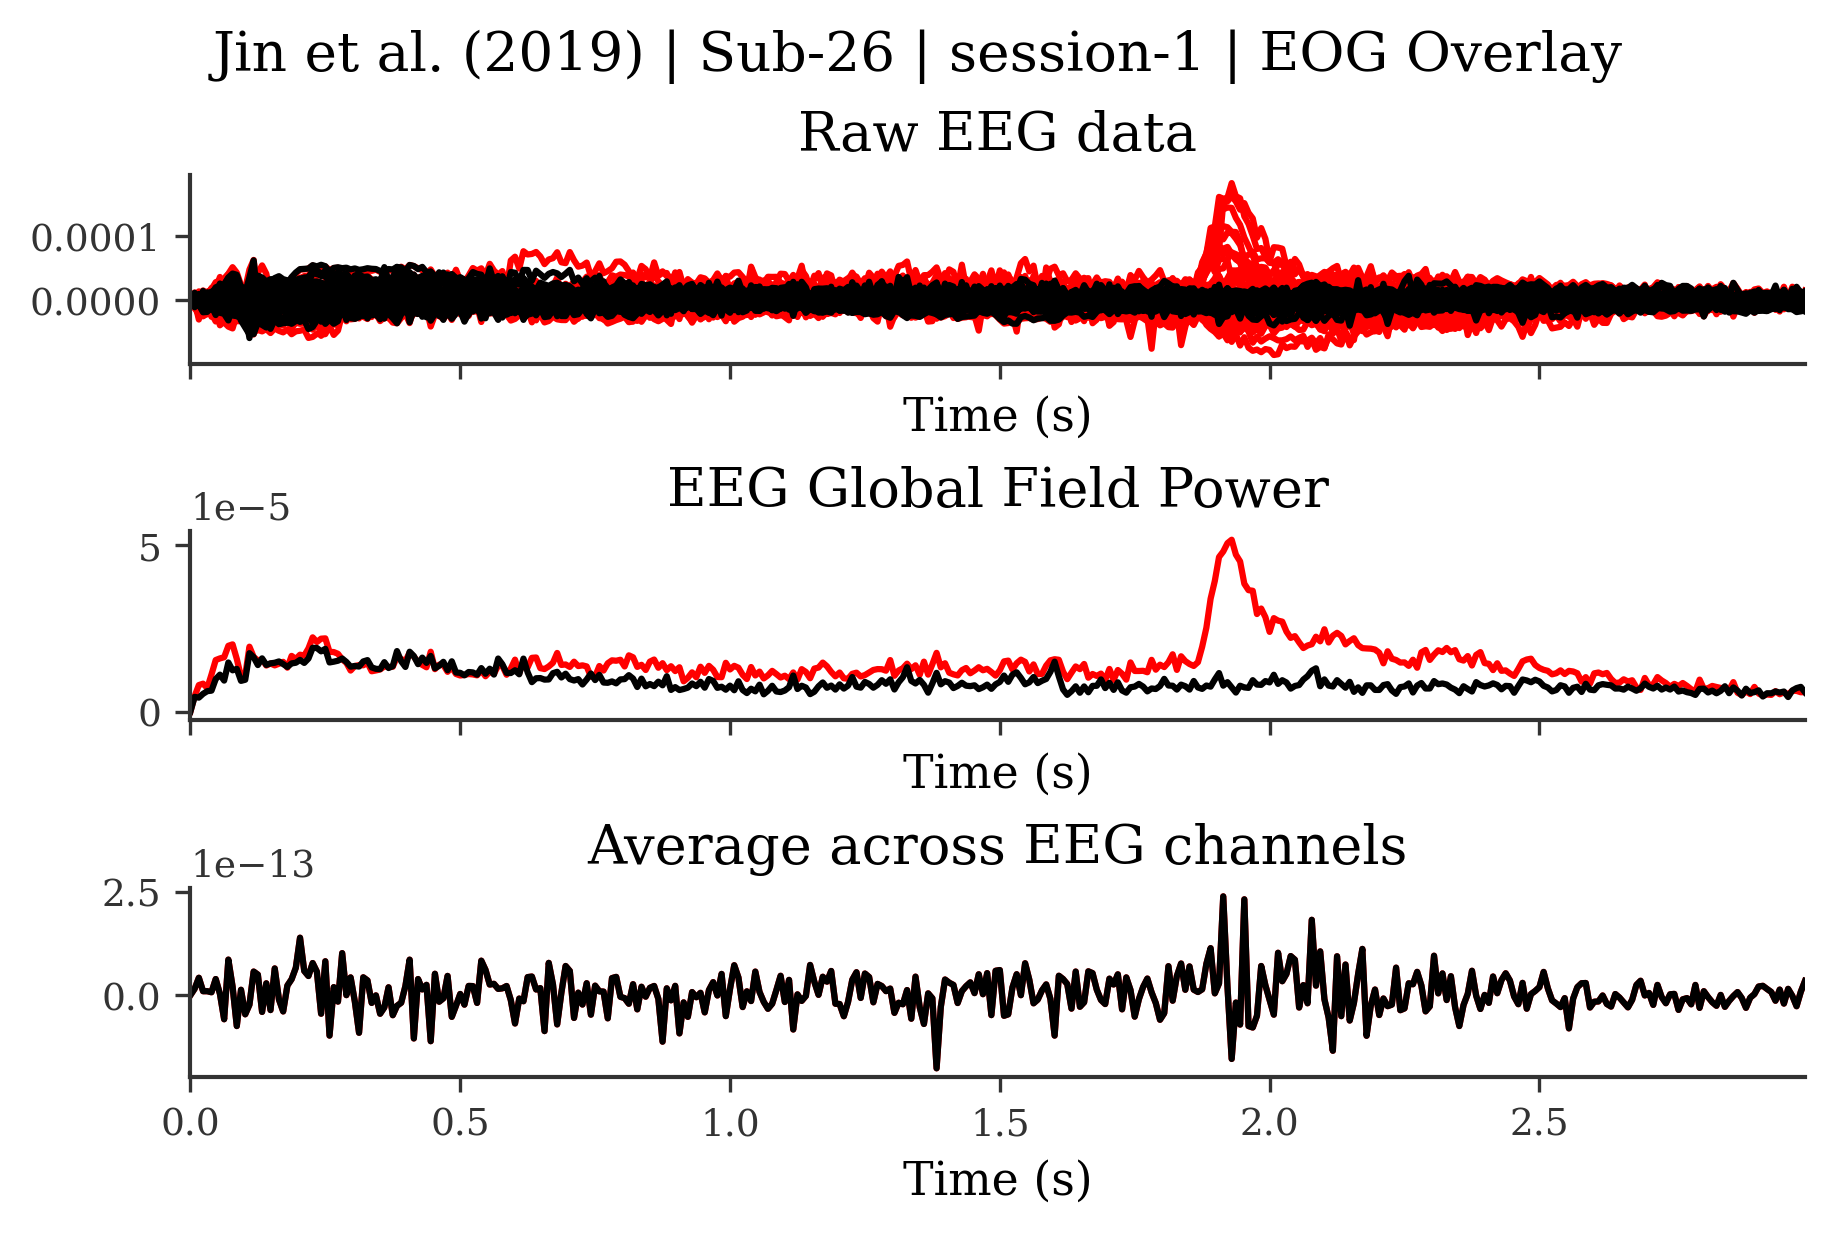 Jin et al. (2019) | Sub-26 | session-1 | EOG Overlay
Raw EEG data
0.0001
0.0000
Time (s)
EEG Global Field Power
1e−5
5
0
Time (s)
Average across EEG channels
1e−13
2.5
0.0
0.0 0.5 1.0 1.5 2.0 2.5
Time (s)